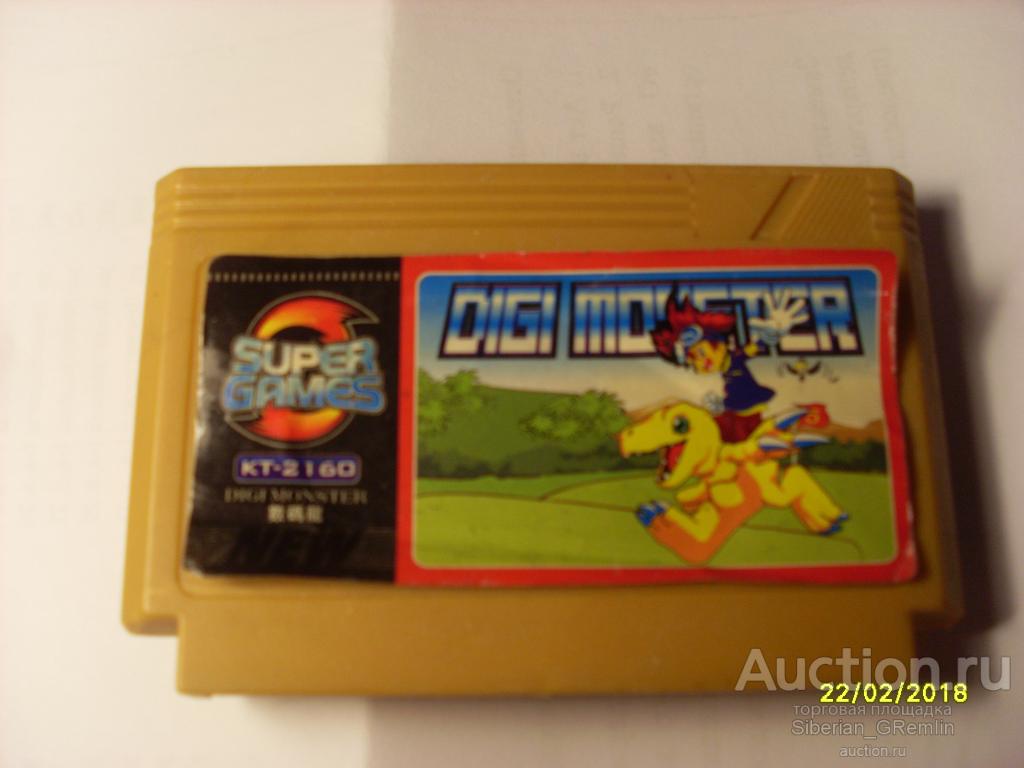 DIGI MONSTER
SUPER
GAMES
KT-2160
DIGI MONSTER
數碼龍
NEW
Auction.ru
22/02/2018
торговая площадка
Siberian_GRemlin
auction.ru